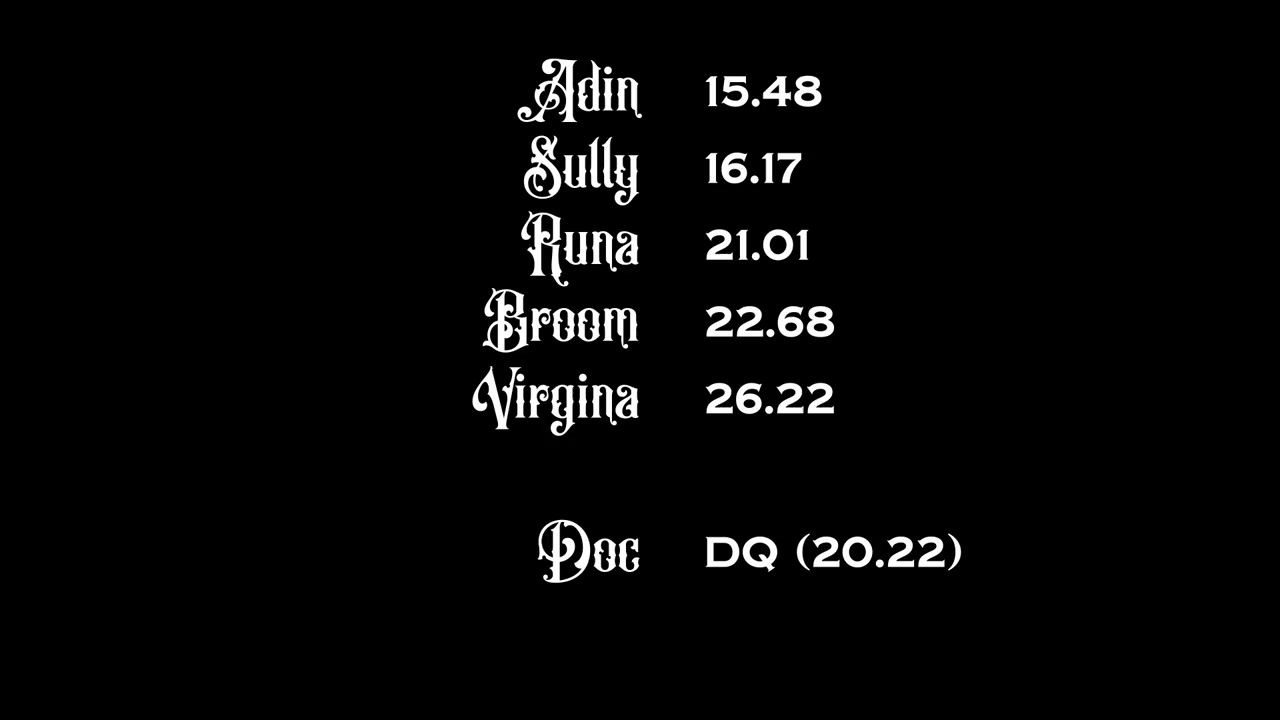 Adin 15.48
Sully 16.17
Runa 21.01
Broom 22.68
Virgina 26.22
Doc DQ (20.22)